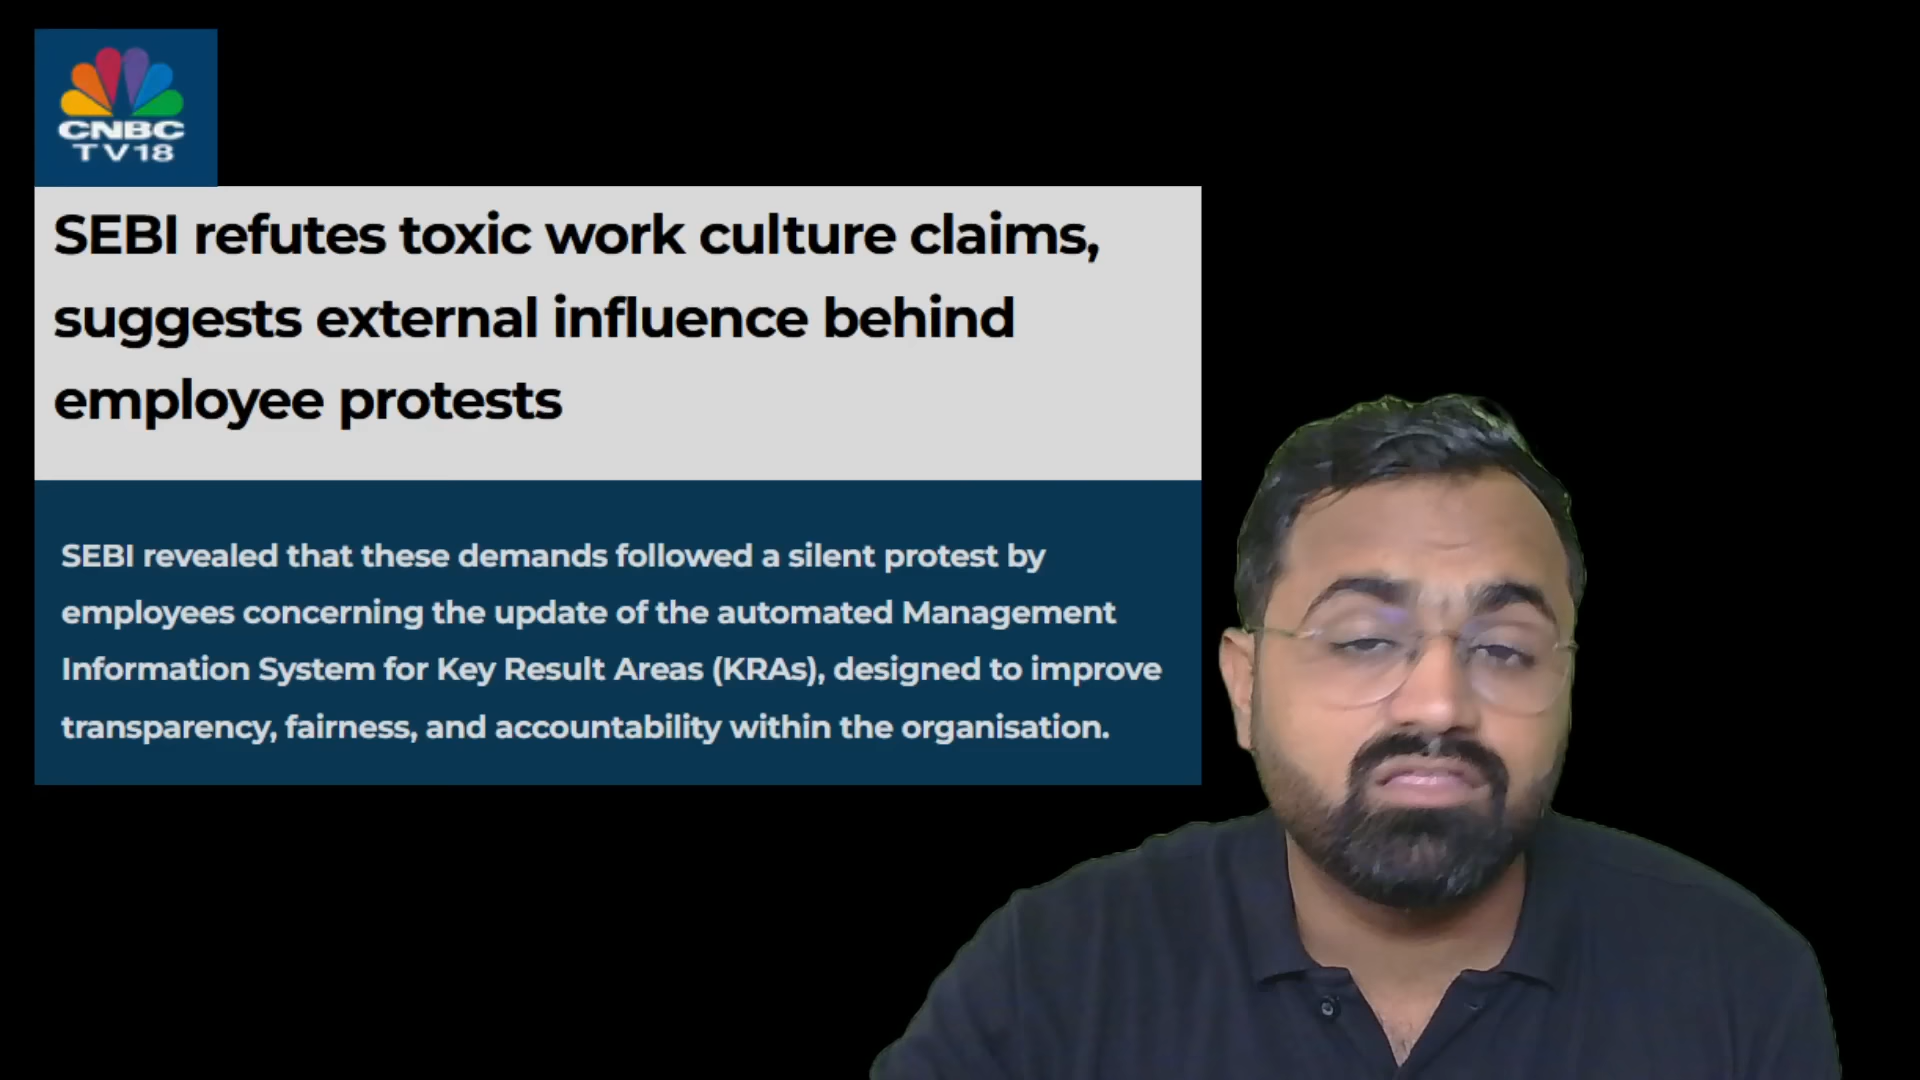 CNBC
TV18
SEBI refutes toxic work culture claims,
suggests external influence behind
employee protests
SEBI revealed that these demands followed a silent protest by
employees concerning the update of the automated Management
Information System for Key Result Areas (KRAs), designed to improve
transparency, fairness, and accountability within the organisation.